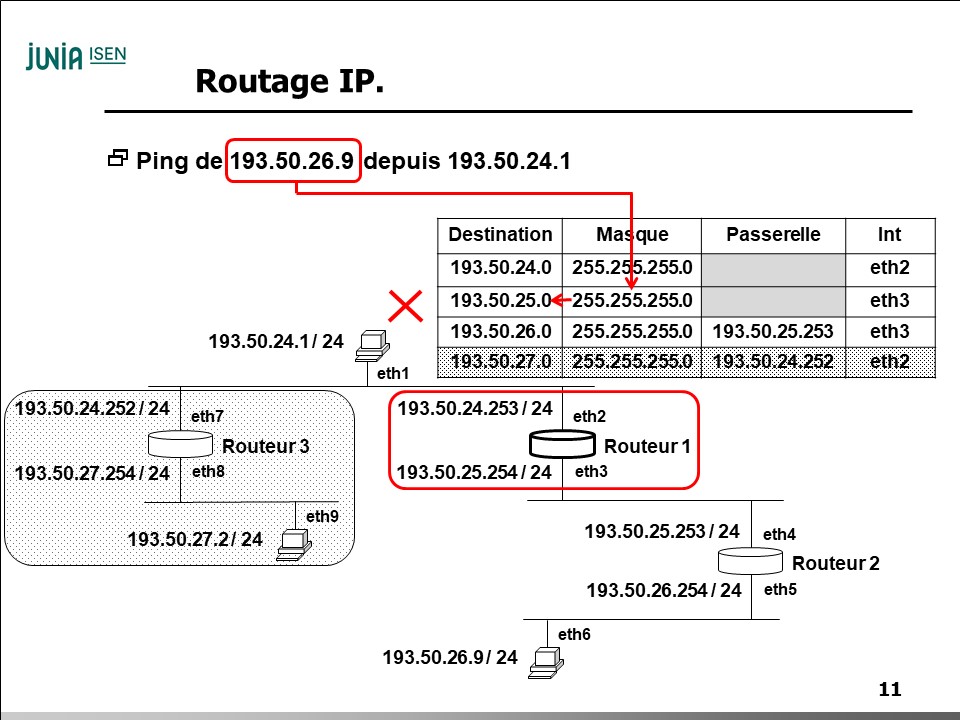 JUNIA ISEN
Routage IP.
Ping de 193.50.26.9 depuis 193.50.24.1
Destination Masque Passerelle Int
193.50.24.0 255.255.255.0 eth2
193.50.25.0 255.255.255.0 eth3
193.50.26.0 255.255.255.0 193.50.25.253 eth3
193.50.27.0 255.255.255.0 193.50.24.252 eth2
193.50.24.1 / 24
eth1
193.50.24.252 / 24
eth7
Routeur 3
193.50.27.254 / 24
eth8
eth9
193.50.27.2 / 24
193.50.24.253 / 24
eth2
Routeur 1
193.50.25.254 / 24
eth3
193.50.25.253 / 24
eth4
Routeur 2
193.50.26.254 / 24
eth5
eth6
193.50.26.9 / 24
11